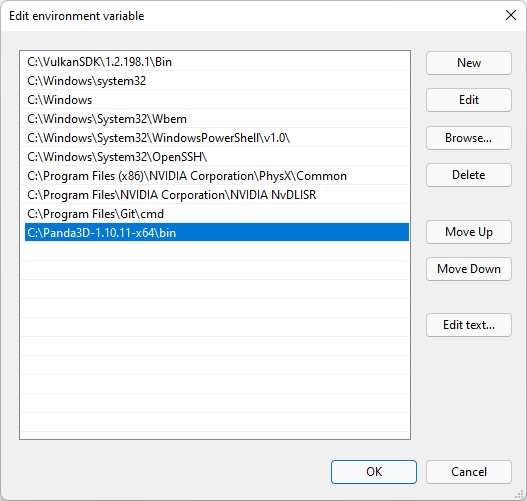 Edit environment variable
C:\VulkanSDK\1.2.198.1\Bin
C:\Windows\system32
C:\Windows
C:\Windows\System32\Wbem
C:\Windows\System32\WindowsPowerShell\v1.0\
C:\Windows\System32\OpenSSH\
C:\Program Files (x86)\NVIDIA Corporation\PhysX\Common
C:\Program Files\NVIDIA Corporation\NVIDIA NvDLISR
C:\Program Files\Git\cmd
C:\Panda3D-1.10.11-x64\bin
New
Edit
Browse...
Delete
Move Up
Move Down
Edit text...
OK
Cancel